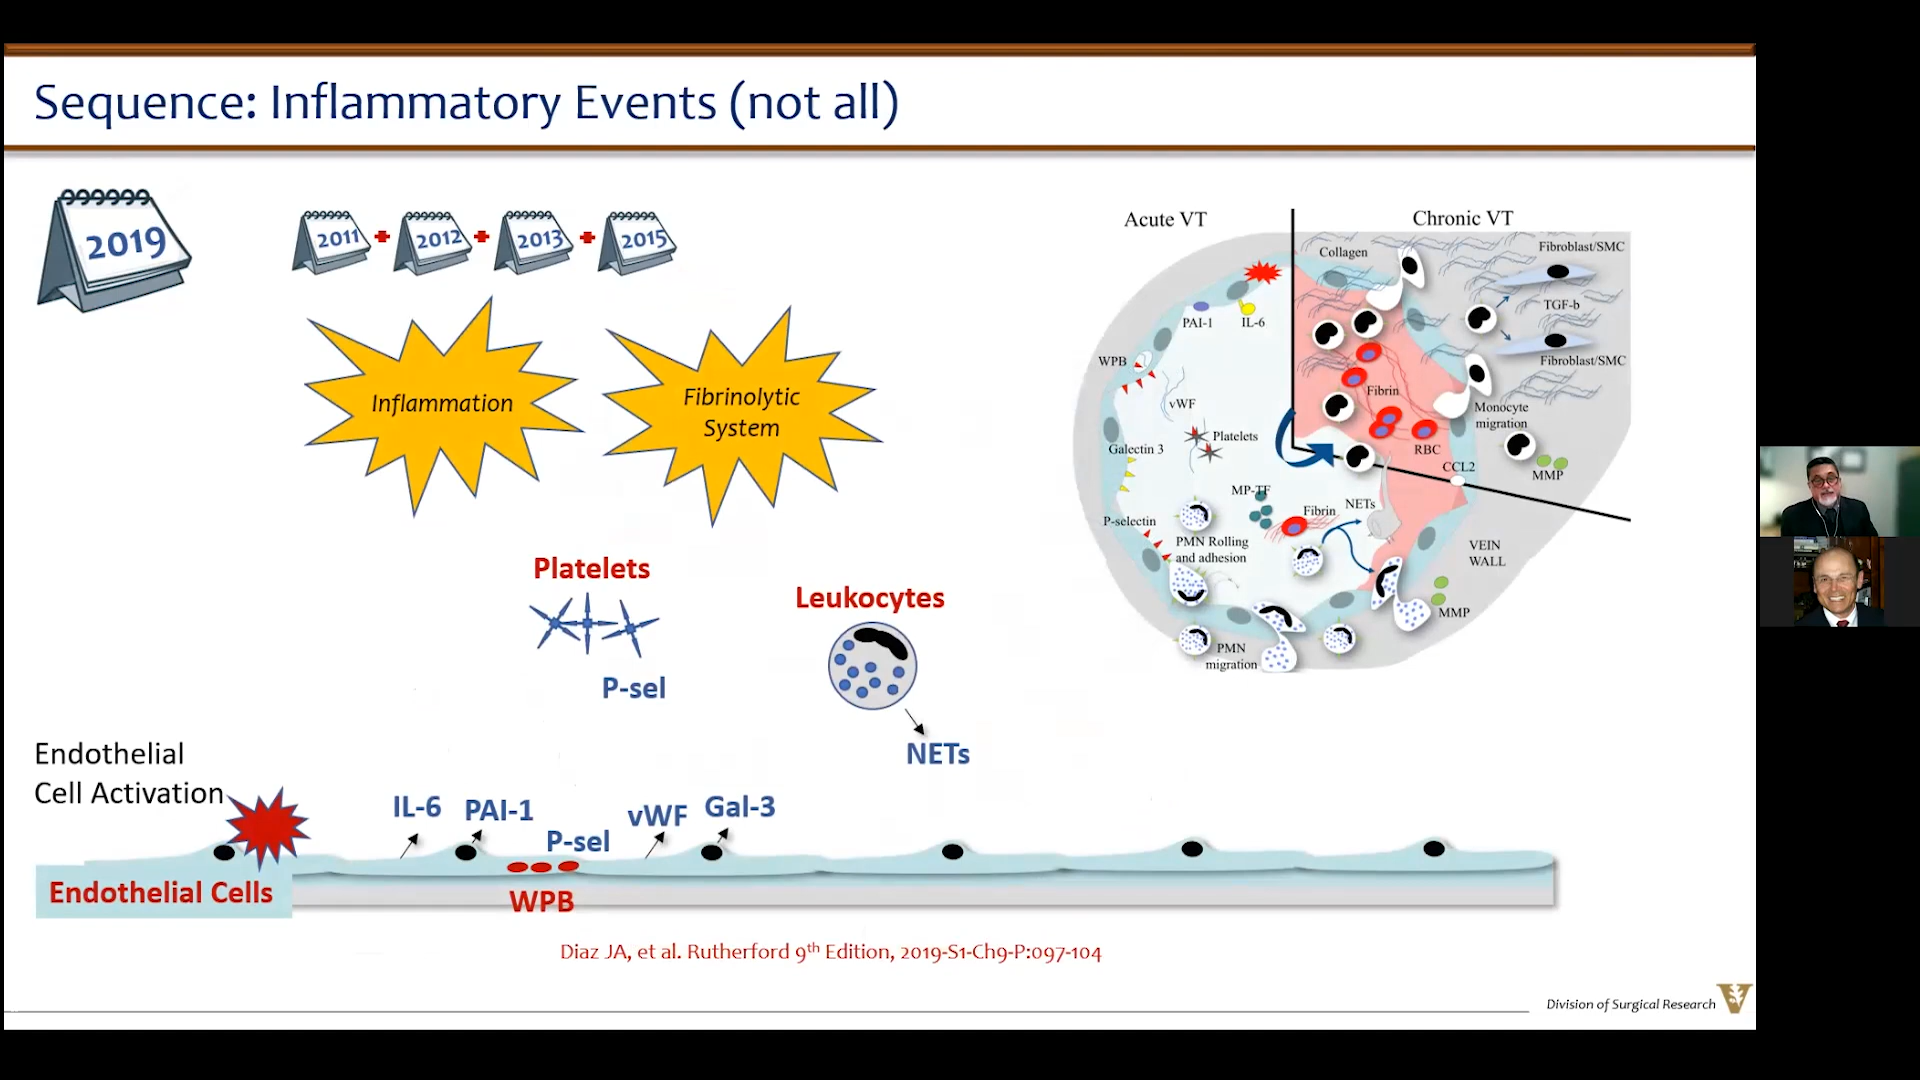 Sequence: Inflammatory Events (not all)
2019
2011
2012
2013
2015
Inflammation
Fibrinolytic
System
Platelets
P-sel
Leukocytes
NETs
Endothelial
Cell Activation
IL-6
PAI-1
P-sel
vWF
Gal-3
Endothelial Cells
WPB
Acute VT
Chronic VT
PAI-1
IL-6
WPB
vWF
Platelets
Galectin 3
MP-TF
Fibrin
NETs
P-selectin
PMN Rolling
and adhesion
PMN
migration
Collagen
Fibroblast/SMC
TGF-b
Fibroblast/SMC
Fibrin
Monocyte
migration
RBC
CCL2
MMP
VEIN
WALL
MMP
Diaz JA, et al. Rutherford 9th Edition, 2019-S1-Ch9-P:097-104
Division of Surgical Research
V